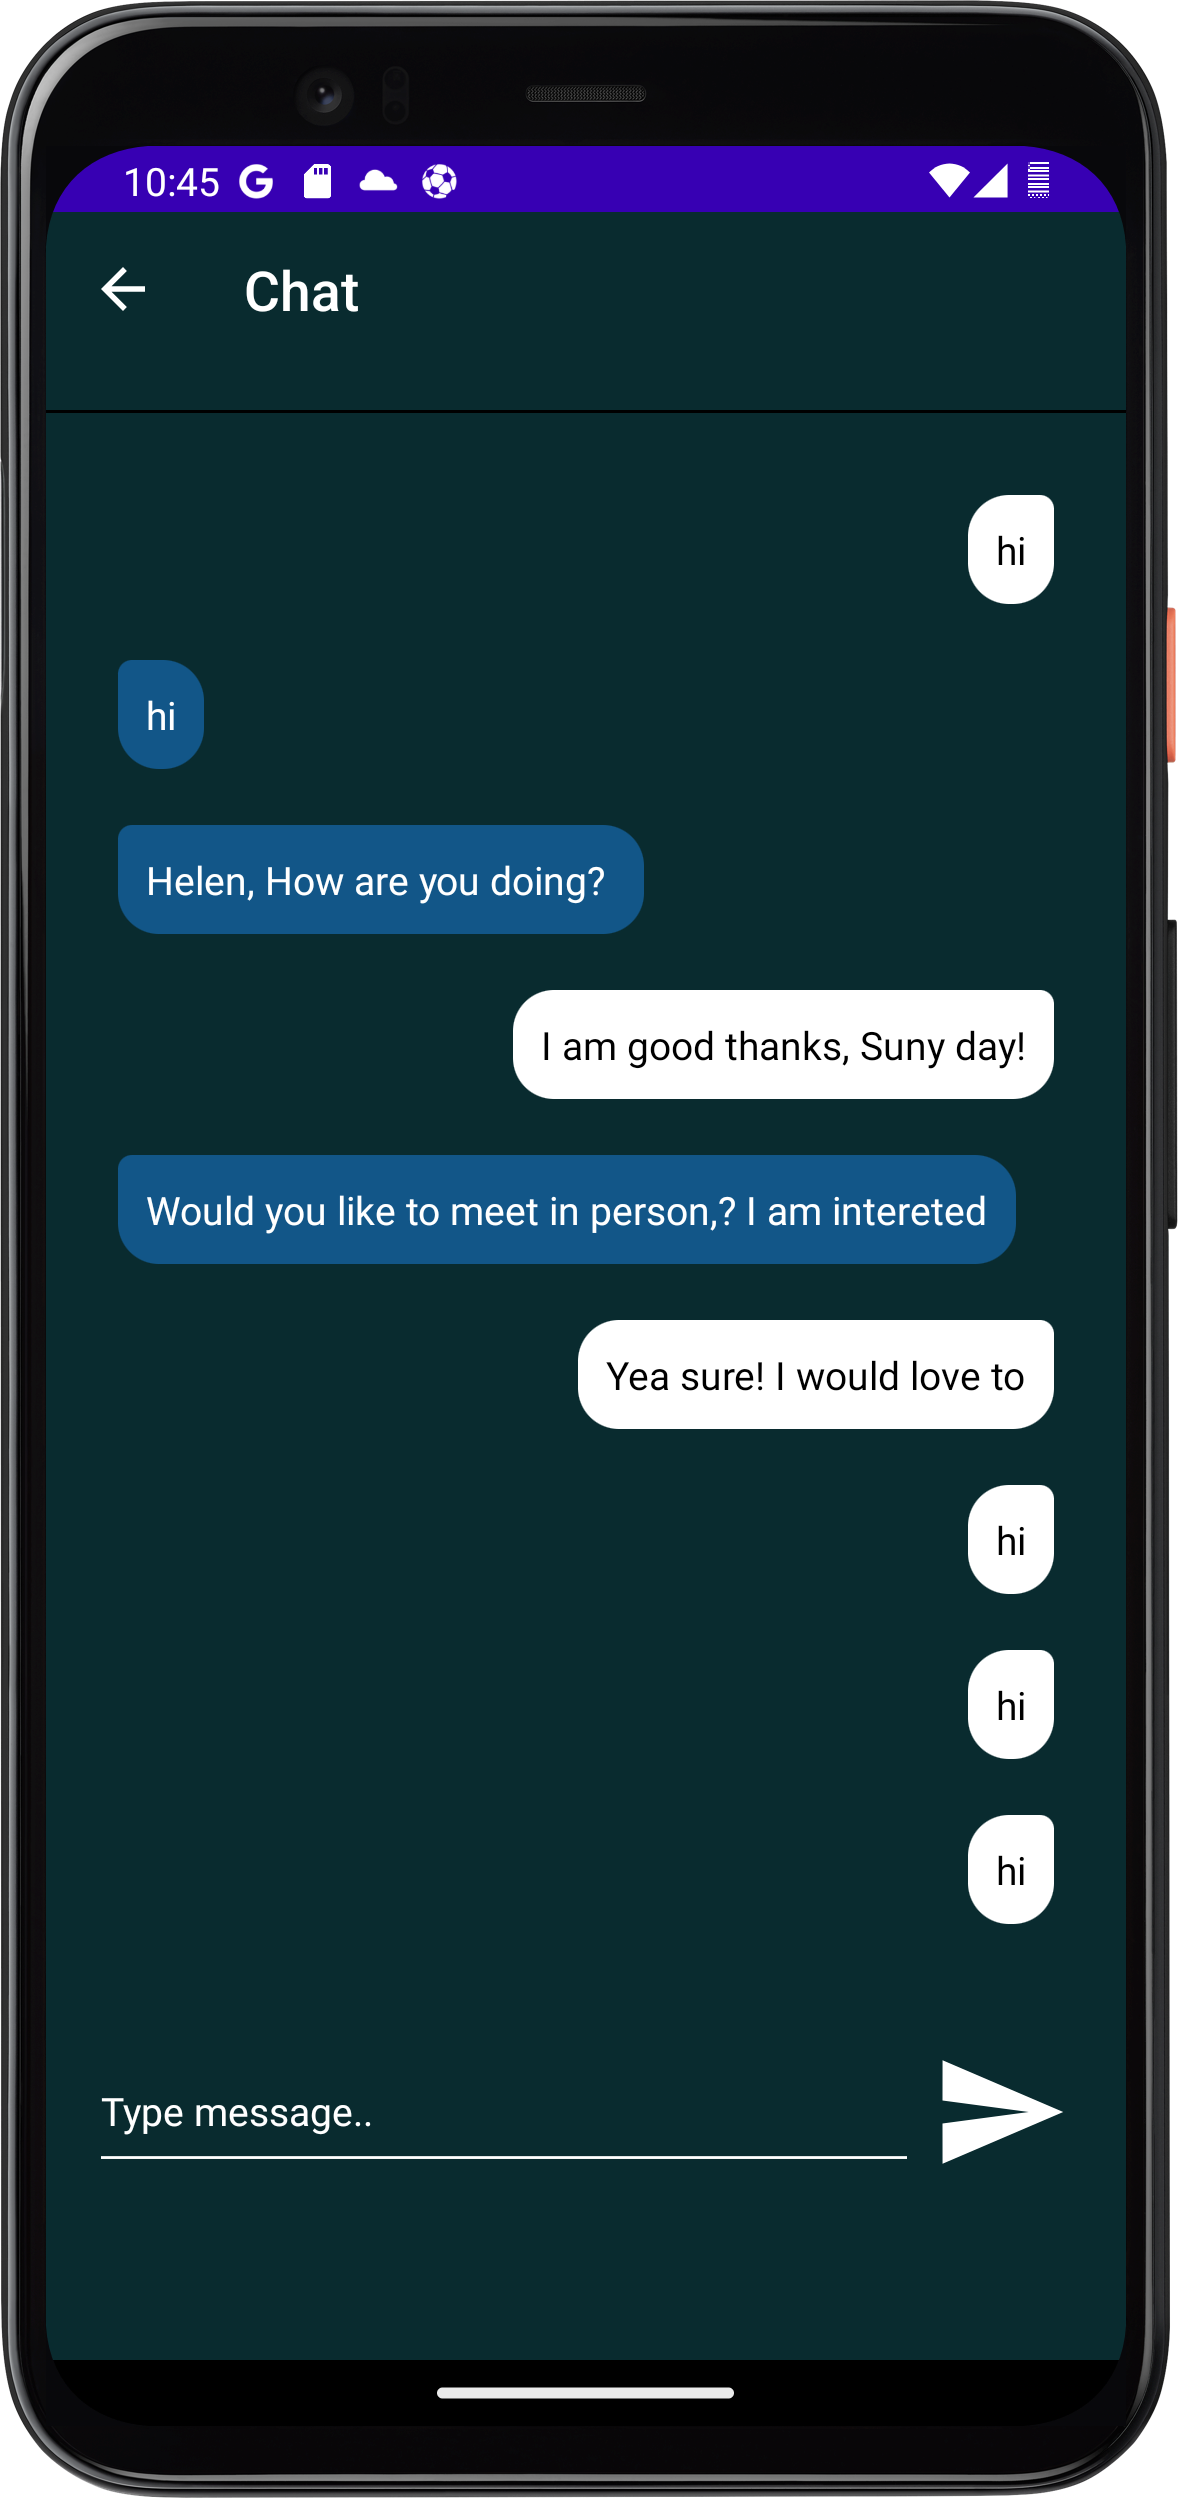 10:45
Chat
hi
hi
Helen, How are you doing?
I am good thanks, Suny day!
Would you like to meet in person,? I am intereted
Yea sure! I would love to
hi
hi
hi
Type message..